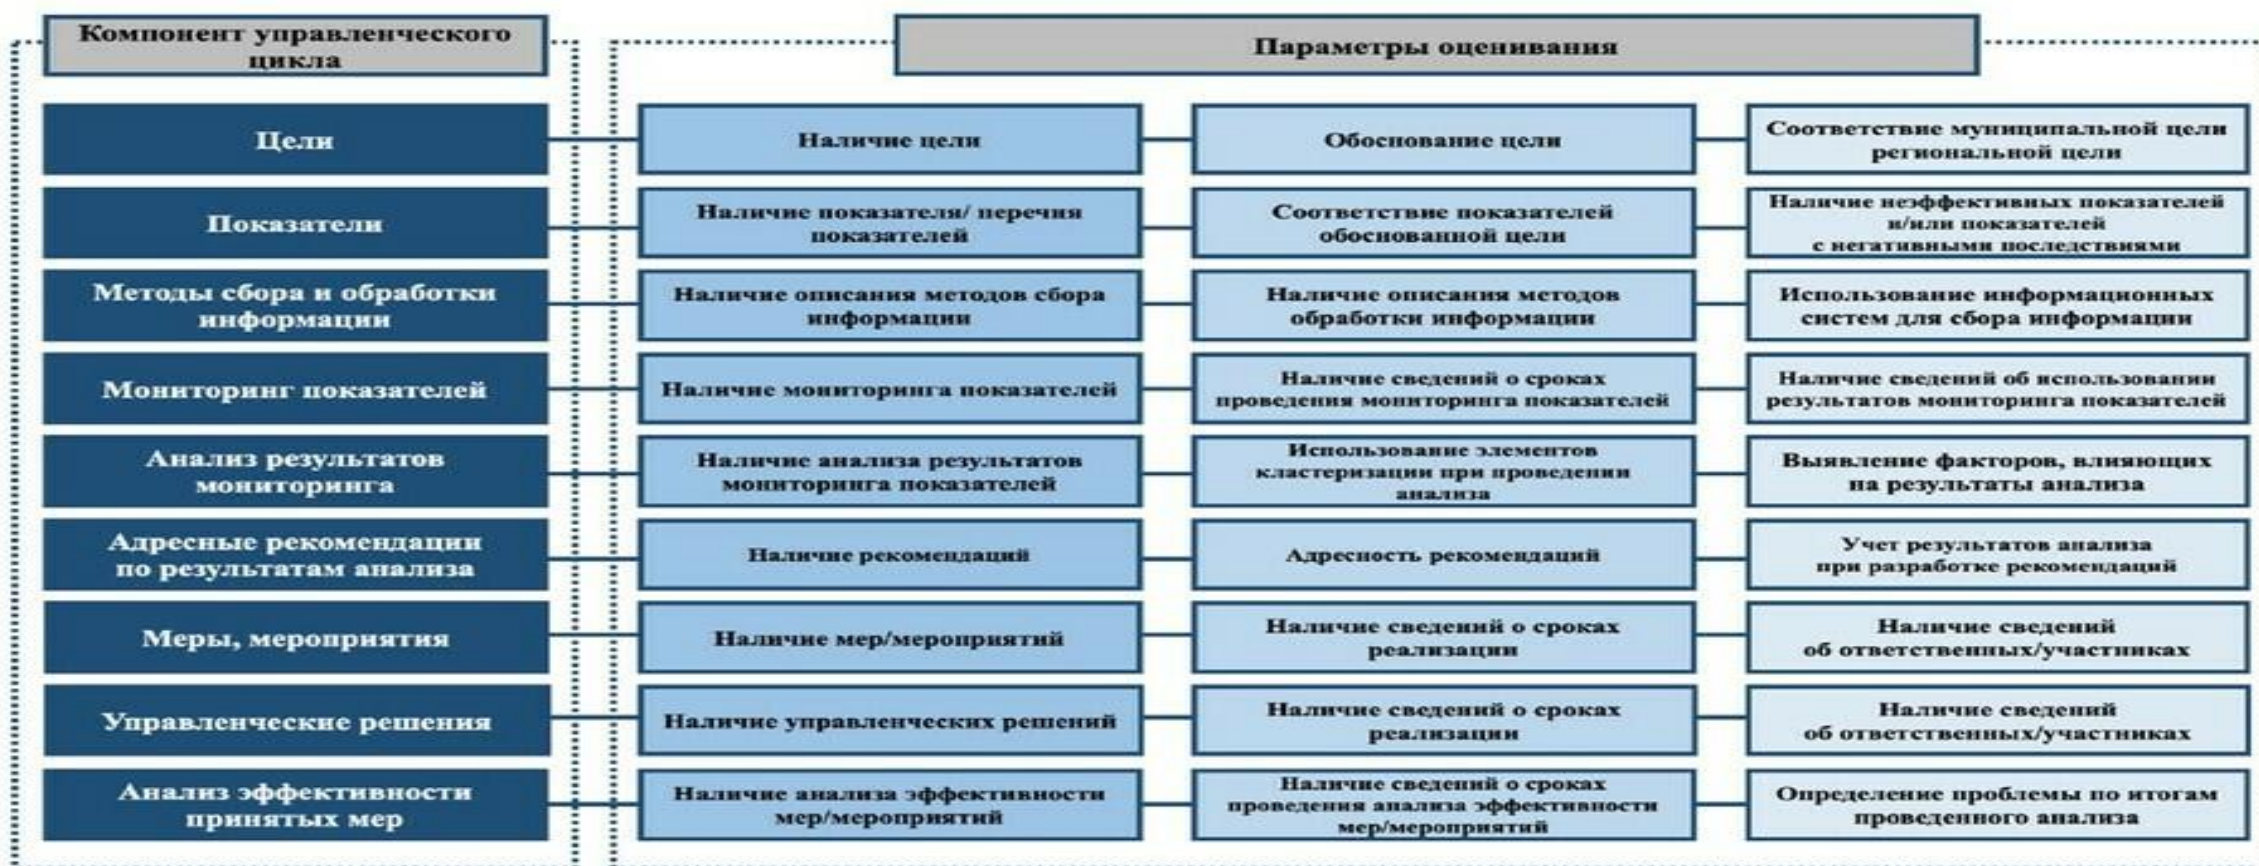 Компонент управленческого
цикла
Параметры оценивания
Цели
Наличие цели
Обоснование цели
Соответствие муниципальной цели
региональной цели
Показатели
Наличие показателя/ перечня
показателей
Соответствие показателей
обоснованной цели
Наличие неэффективных показателей
и/или показателей
с негативными последствиями
Методы сбора и обработки
информации
Наличие описания методов сбора
информации
Наличие описания методов
обработки информации
Использование информационных
систем для сбора информации
Мониторинг показателей
Наличие мониторинга показателей
Наличие сведений о сроках
проведения мониторинга показателей
Наличие сведений об использовании
результатов мониторинга показателей
Анализ результатов
мониторинга
Наличие анализа результатов
мониторинга показателей
Использование элементов
кластеризации при проведении
анализа
Выявление факторов, влияющих
на результаты анализа
Адресные рекомендации
по результатам анализа
Наличие рекомендаций
Адресность рекомендаций
Учет результатов анализа
при разработке рекомендаций
Меры, мероприятия
Наличие мер/мероприятий
Наличие сведений о сроках
реализации
Наличие сведений
об ответственных/участниках
Управленческие решения
Наличие управленческих решений
Наличие сведений о сроках
реализации
Наличие сведений
об ответственных/участниках
Анализ эффективности
принятых мер
Наличие анализа эффективности
мер/мероприятий
Наличие сведений о сроках
проведения анализа эффективности
мер/мероприятий
Определение проблемы по итогам
проведенного анализа